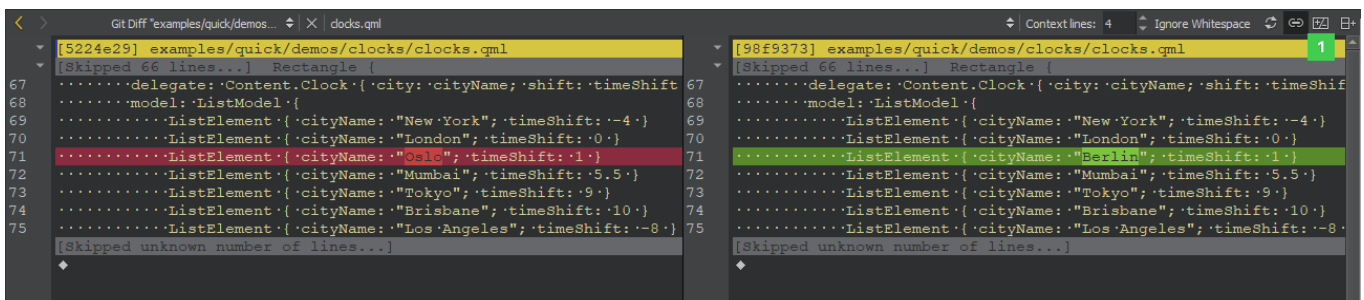 Git Diff "examples/quick/demos... clocks.qml Context lines: 4 Ignore Whitespace
1
[5224e29] examples/quick/demos/clocks/clocks.qml
[Skipped 66 lines...] Rectangle {
67 ········delegate: Content.Clock·{·city:·cityName;·shift:·timeShift
68 ········model:·ListModel·{
69 ············ListElement·{·cityName:·"New·York";·timeShift:·-4·}
70 ············ListElement·{·cityName:·"London";·timeShift:·0·}
71 ············ListElement·{·cityName:·"Oslo";·timeShift:·1·}
72 ············ListElement·{·cityName:·"Mumbai";·timeShift:·5.5·}
73 ············ListElement·{·cityName:·"Tokyo";·timeShift:·9·}
74 ············ListElement·{·cityName:·"Brisbane";·timeShift:·10·}
75 ············ListElement·{·cityName:·"Los·Angeles";·timeShift:·-8·}
[Skipped unknown number of lines...]
[98f9373] examples/quick/demos/clocks/clocks.qml
[Skipped 66 lines...] Rectangle {
67 ········delegate:·Content.Clock·{·city:·cityName;·shift:·timeShif
68 ········model:·ListModel·{
69 ············ListElement·{·cityName:·"New·York";·timeShift:·-4·}
70 ············ListElement·{·cityName:·"London";·timeShift:·0·}
71 ············ListElement·{·cityName:·"Berlin";·timeShift:·1·}
72 ············ListElement·{·cityName:·"Mumbai";·timeShift:·5.5·}
73 ············ListElement·{·cityName:·"Tokyo";·timeShift:·9·}
74 ············ListElement·{·cityName:·"Brisbane";·timeShift:·10·}
75 ············ListElement·{·cityName:·"Los·Angeles";·timeShift:·-8·
[Skipped unknown number of lines...]